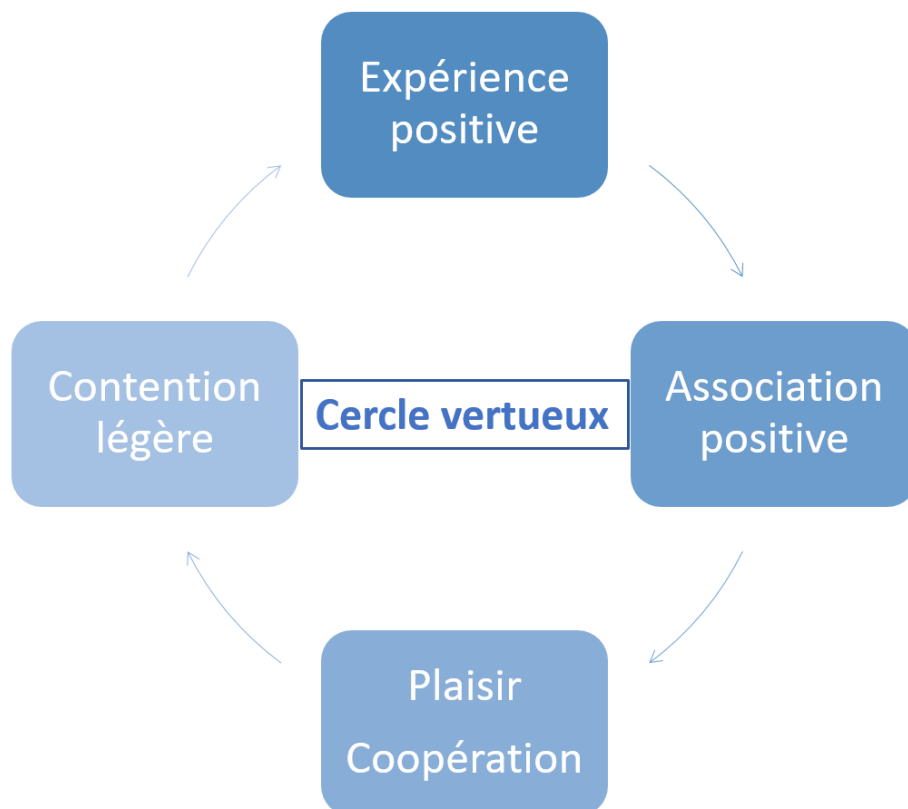 Expérience
positive
Contention
légère
Cercle vertueux
Association
positive
Plaisir
Coopération